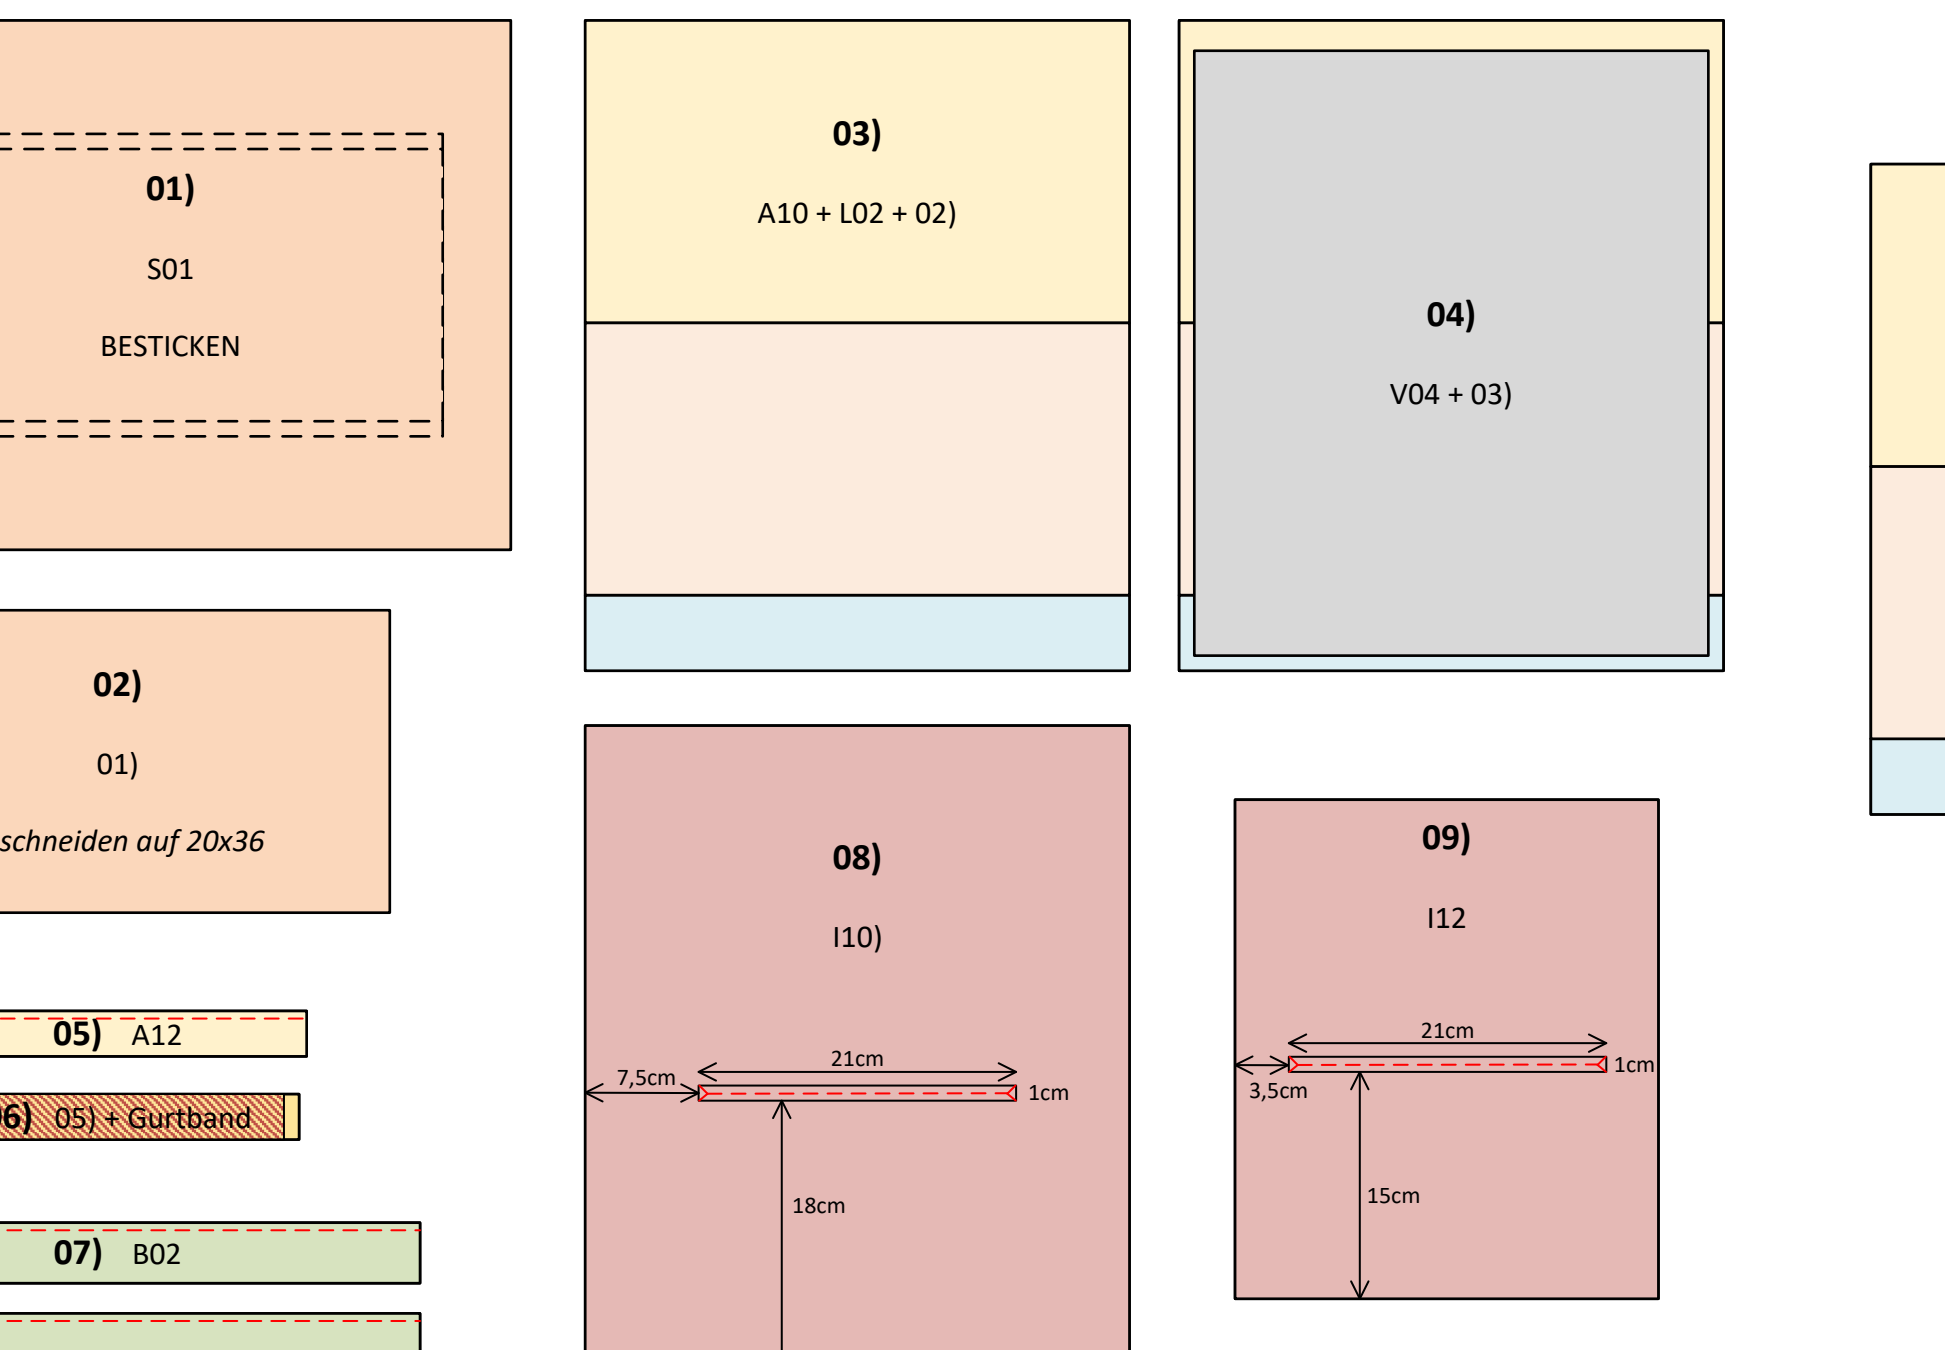 01)
S01
BESTICKEN
02)
01)
schneiden auf 20x36
05) A12
6) 05) + Gurtband
07) B02
03)
A10 + L02 + 02)
04)
V04 + 03)
08)
I10)
21cm
7,5cm
1cm
18cm
09)
I12
21cm
1cm
3,5cm
15cm